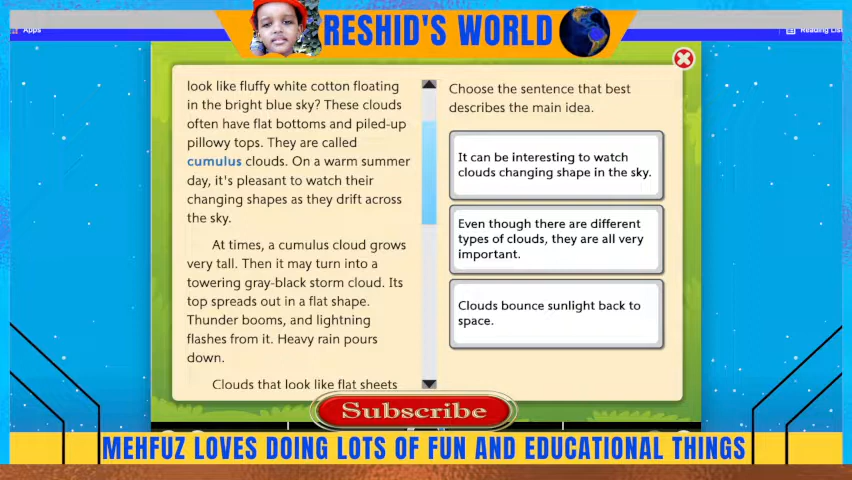 RESHID'S WORLD
Apps
Reading List
look like fluffy white cotton floating
in the bright blue sky? These clouds
often have flat bottoms and piled-up
pillowy tops. They are called
cumulus clouds. On a warm summer
day, it's pleasant to watch their
changing shapes as they drift across
the sky.
At times, a cumulus cloud grows
very tall. Then it may turn into a
towering gray-black storm cloud. Its
top spreads out in a flat shape.
Thunder booms, and lightning
flashes from it. Heavy rain pours
down.
Clouds that look like flat sheets
Choose the sentence that best
describes the main idea.
It can be interesting to watch
clouds changing shape in the sky.
Even though there are different
types of clouds, they are all very
important.
Clouds bounce sunlight back to
space.
Subscribe
MEHFUZ LOVES DOING LOTS OF FUN AND EDUCATIONAL THINGS